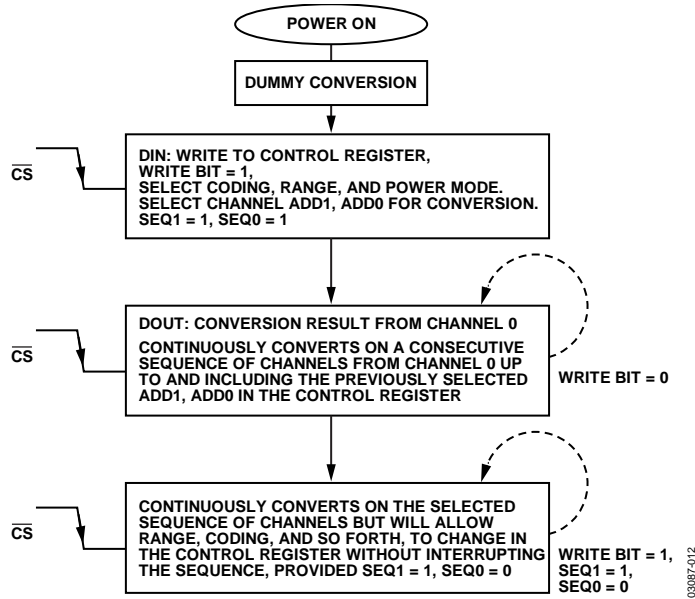 POWER ON
DUMMY CONVERSION
CS
DIN: WRITE TO CONTROL REGISTER,
WRITE BIT = 1,
SELECT CODING, RANGE, AND POWER MODE.
SELECT CHANNEL ADD1, ADD0 FOR CONVERSION.
SEQ1 = 1, SEQ0 = 1
CS
DOUT: CONVERSION RESULT FROM CHANNEL 0
CONTINUOUSLY CONVERTS ON A CONSECUTIVE
SEQUENCE OF CHANNELS FROM CHANNEL 0 UP
TO AND INCLUDING THE PREVIOUSLY SELECTED
ADD1, ADD0 IN THE CONTROL REGISTER
WRITE BIT = 0
CS
CONTINUOUSLY CONVERTS ON THE SELECTED
SEQUENCE OF CHANNELS BUT WILL ALLOW
RANGE, CODING, AND SO FORTH, TO CHANGE IN
THE CONTROL REGISTER WITHOUT INTERRUPTING
THE SEQUENCE, PROVIDED SEQ1 = 1, SEQ0 = 0
WRITE BIT = 1,
SEQ1 = 1,
SEQ0 = 0
03087-012